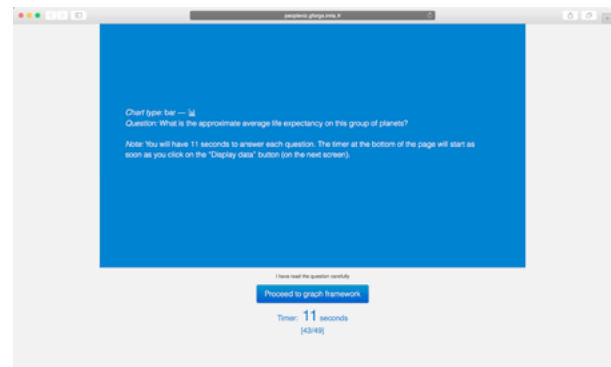 peopleviz.gforge.inria.fr
Chart type: bar —
Question: What is the approximate average life expectancy on this group of planets?
Note: You will have 11 seconds to answer each question. The timer at the bottom of the page will start as
soon as you click on the "Display data" button (on the next screen).
I have read the question carefully
Proceed to graph framework
Timer: 11 seconds
[43/49]